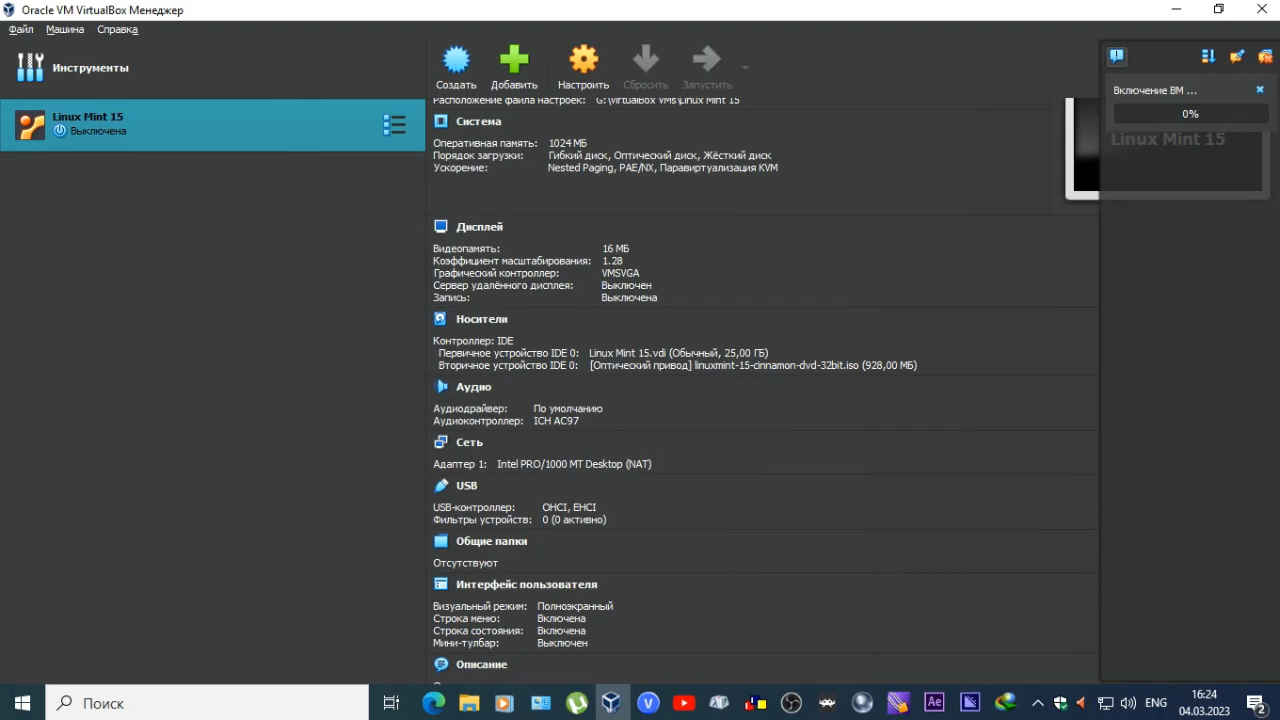 Oracle VM VirtualBox Менеджер
Файл Машина Справка
Инструменты
Создать Добавить Настроить Сбросить Запустить
Linux Mint 15
Выключена
Расположение файла настроек: G:\VirtualBox VMs\Linux Mint 15
Система
Оперативная память: 1024 МБ
Порядок загрузки: Гибкий диск, Оптический диск, Жёсткий диск
Ускорение: Nested Paging, PAE/NX, Паравиртуализация KVM
Включение ВМ ...
0%
Linux Mint 15
Дисплей
Видеопамять: 16 МБ
Коэффициент масштабирования: 1.28
Графический контроллер: VMSVGA
Сервер удалённого дисплея: Выключен
Запись: Выключена
Носители
Контроллер: IDE
Первичное устройство IDE 0: Linux Mint 15.vdi (Обычный, 25,00 ГБ)
Вторичное устройство IDE 0: [Оптический привод] linuxmint-15-cinnamon-dvd-32bit.iso (928,00 МБ)
Аудио
Аудиодрайвер: По умолчанию
Аудиоконтроллер: ICH AC97
Сеть
Адаптер 1: Intel PRO/1000 MT Desktop (NAT)
USB
USB-контроллер: OHCI, EHCI
Фильтры устройств: 0 (0 активно)
Общие папки
Отсутствуют
Интерфейс пользователя
Визуальный режим: Полноэкранный
Строка меню: Включена
Строка состояния: Включена
Мини-тулбар: Выключен
Описание
Поиск
Ae
ENG
16:24
04.03.2023
2